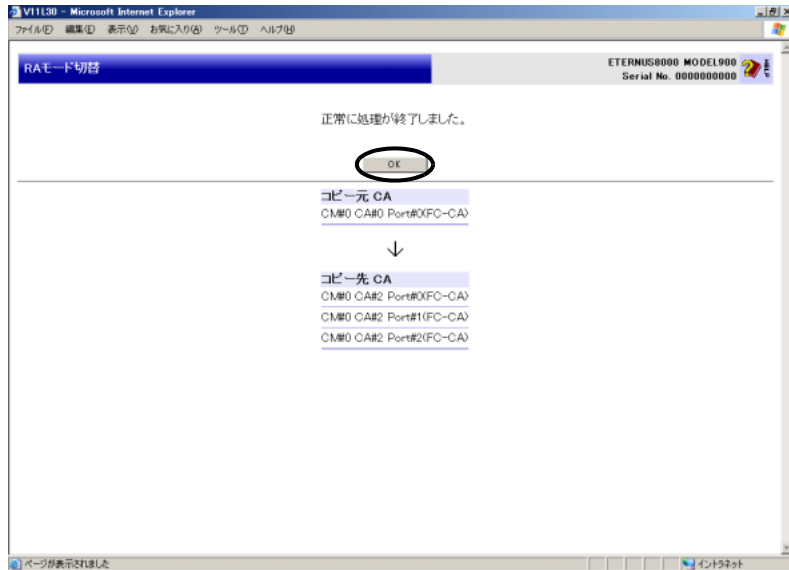 V11L30 - Microsoft Internet Explorer
ファイル(F) 編集(E) 表示(V) お気に入り(A) ツール(T) ヘルプ(H)
RAモード切替
ETERNUS8000 MODEL900
Serial No. 0000000000
HELP
正常に処理が終了しました。
OK
コピー元 CA
CM#0 CA#0 Port#0(FC-CA)
↓
コピー先 CA
CM#0 CA#2 Port#0(FC-CA)
CM#0 CA#2 Port#1(FC-CA)
CM#0 CA#2 Port#2(FC-CA)
ページが表示されました イントラネット